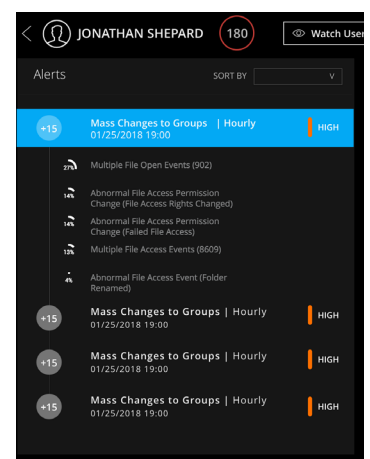 JONATHAN SHEPARD
180
Watch User
Alerts
SORT BY
+15
Mass Changes to Groups | Hourly
01/25/2018 19:00
HIGH
27%
Multiple File Open Events (902)
14%
Abnormal File Access Permission
Change (File Access Rights Changed)
14%
Abnormal File Access Permission
Change (Failed File Access)
13%
Multiple File Access Events (8609)
4%
Abnormal File Access Event (Folder
Renamed)
+15
Mass Changes to Groups | Hourly
01/25/2018 19:00
HIGH
+15
Mass Changes to Groups | Hourly
01/25/2018 19:00
HIGH
+15
Mass Changes to Groups | Hourly
01/25/2018 19:00
HIGH